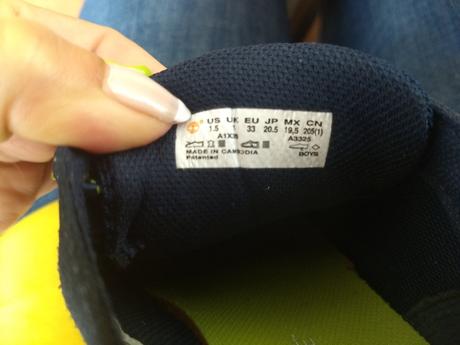 US UK EU JP MX CN
1.5 1 33 20.5 19.5 205(1)
A1X A3325
MADE IN CAMBODIA
Patented BOYS